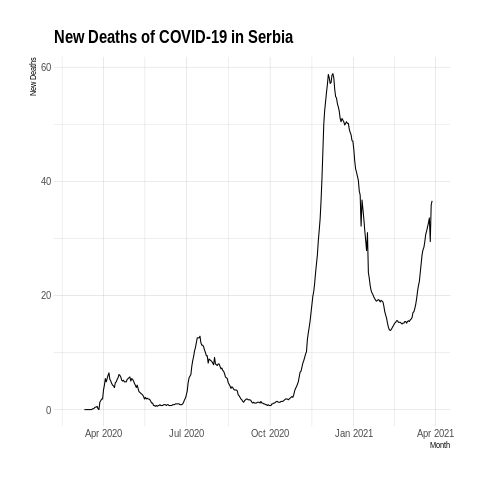 New Deaths of COVID-19 in Serbia
New Deaths
60
40
20
0
Apr 2020 Jul 2020 Oct 2020 Jan 2021 Apr 2021
Month